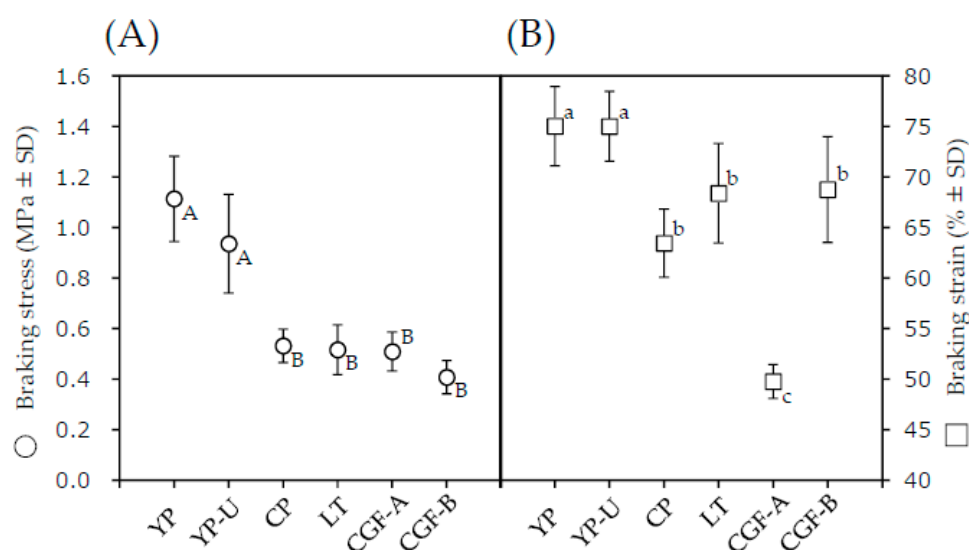 (A)
(B)
Braking stress (MPa ± SD)
1.6
1.4
1.2
1.0
0.8
0.6
0.4
0.2
0.0
A
A
B
B
B
B
YP
YP-U
CP
LT
CGF-A
CGF-B
a
a
b
b
c
b
YP
YP-U
CP
LT
CGF-A
CGF-B
80
75
70
65
60
55
50
45
40
Braking strain (% ± SD)